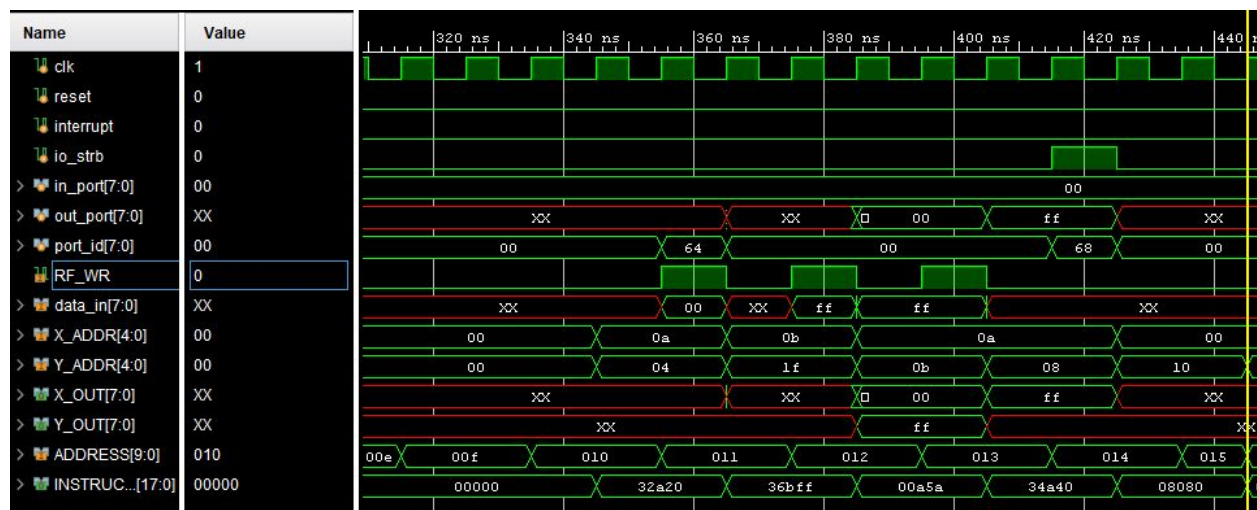 Name Value 320 ns 340 ns 360 ns 380 ns 400 ns 420 ns 440
clk 1
reset 0
interrupt 0
io_strb 0
in_port[7:0] 00 00
out_port[7:0] XX XX XX 00 ff XX
port_id[7:0] 00 00 64 00 68 00
RF_WR 0
data_in[7:0] XX XX 00 XX ff ff XX
X_ADDR[4:0] 00 00 0a 0b 0a 00
Y_ADDR[4:0] 00 00 04 1f 0b 08 10
X_OUT[7:0] XX XX XX 00 ff XX
Y_OUT[7:0] XX XX ff XX
ADDRESS[9:0] 010 00e 00f 010 011 012 013 014 015
INSTRUC...[17:0] 00000 00000 32a20 36bff 00a5a 34a40 08080